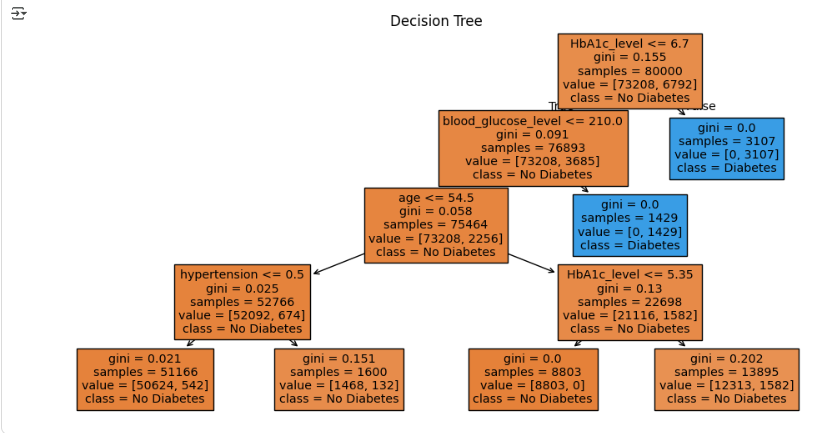 Decision Tree
HbA1c_level <= 6.7
gini = 0.155
samples = 80000
value = [73208, 6792]
class = No Diabetes
blood_glucose_level <= 210.0
gini = 0.091
samples = 76893
value = [73208, 3685]
class = No Diabetes
gini = 0.0
samples = 3107
value = [0, 3107]
class = Diabetes
age <= 54.5
gini = 0.058
samples = 75464
value = [73208, 2256]
class = No Diabetes
gini = 0.0
samples = 1429
value = [0, 1429]
class = Diabetes
hypertension <= 0.5
gini = 0.025
samples = 52766
value = [52092, 674]
class = No Diabetes
HbA1c_level <= 5.35
gini = 0.13
samples = 22698
value = [21116, 1582]
class = No Diabetes
gini = 0.021
samples = 51166
value = [50624, 542]
class = No Diabetes
gini = 0.151
samples = 1600
value = [1468, 132]
class = No Diabetes
gini = 0.0
samples = 8803
value = [8803, 0]
class = No Diabetes
gini = 0.202
samples = 13895
value = [12313, 1582]
class = No Diabetes